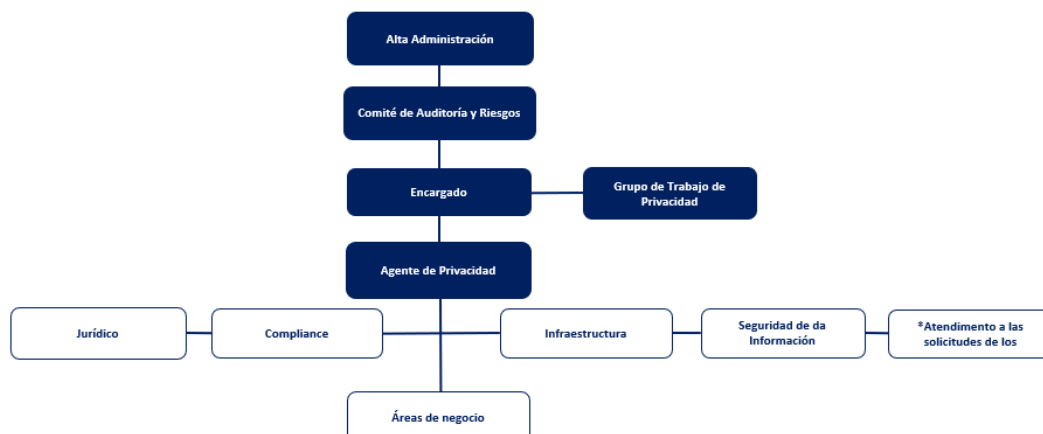 Alta Administración
Comité de Auditoría y Riesgos
Encargado
Grupo de Trabajo de
Privacidad
Agente de Privacidad
Jurídico
Compliance
Infraestructura
Seguridad de da
Información
*Atendimento a las
solicitudes de los
Áreas de negocio